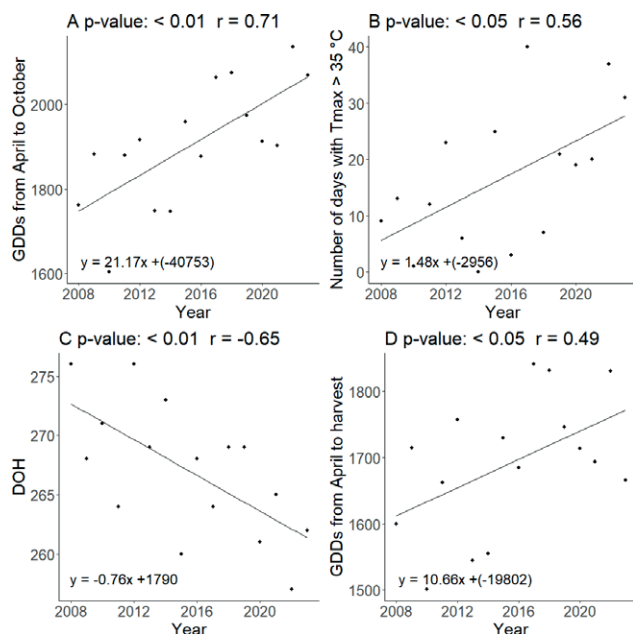 A p-value: < 0.01 r = 0.71
GDDs from April to October
2000
1800
1600
y = 21.17x +(-40753)
2008 2012 2016 2020
Year
B p-value: < 0.05 r = 0.56
Number of days with Tmax > 35 °C
40
30
20
10
0
y = 1.48x +(-2956)
2008 2012 2016 2020
Year
C p-value: < 0.01 r = -0.65
DOH
275
270
265
260
y = -0.76x +1790
2008 2012 2016 2020
Year
D p-value: < 0.05 r = 0.49
GDDs from April to harvest
1800
1700
1600
1500
y = 10.66x +(-19802)
2008 2012 2016 2020
Year